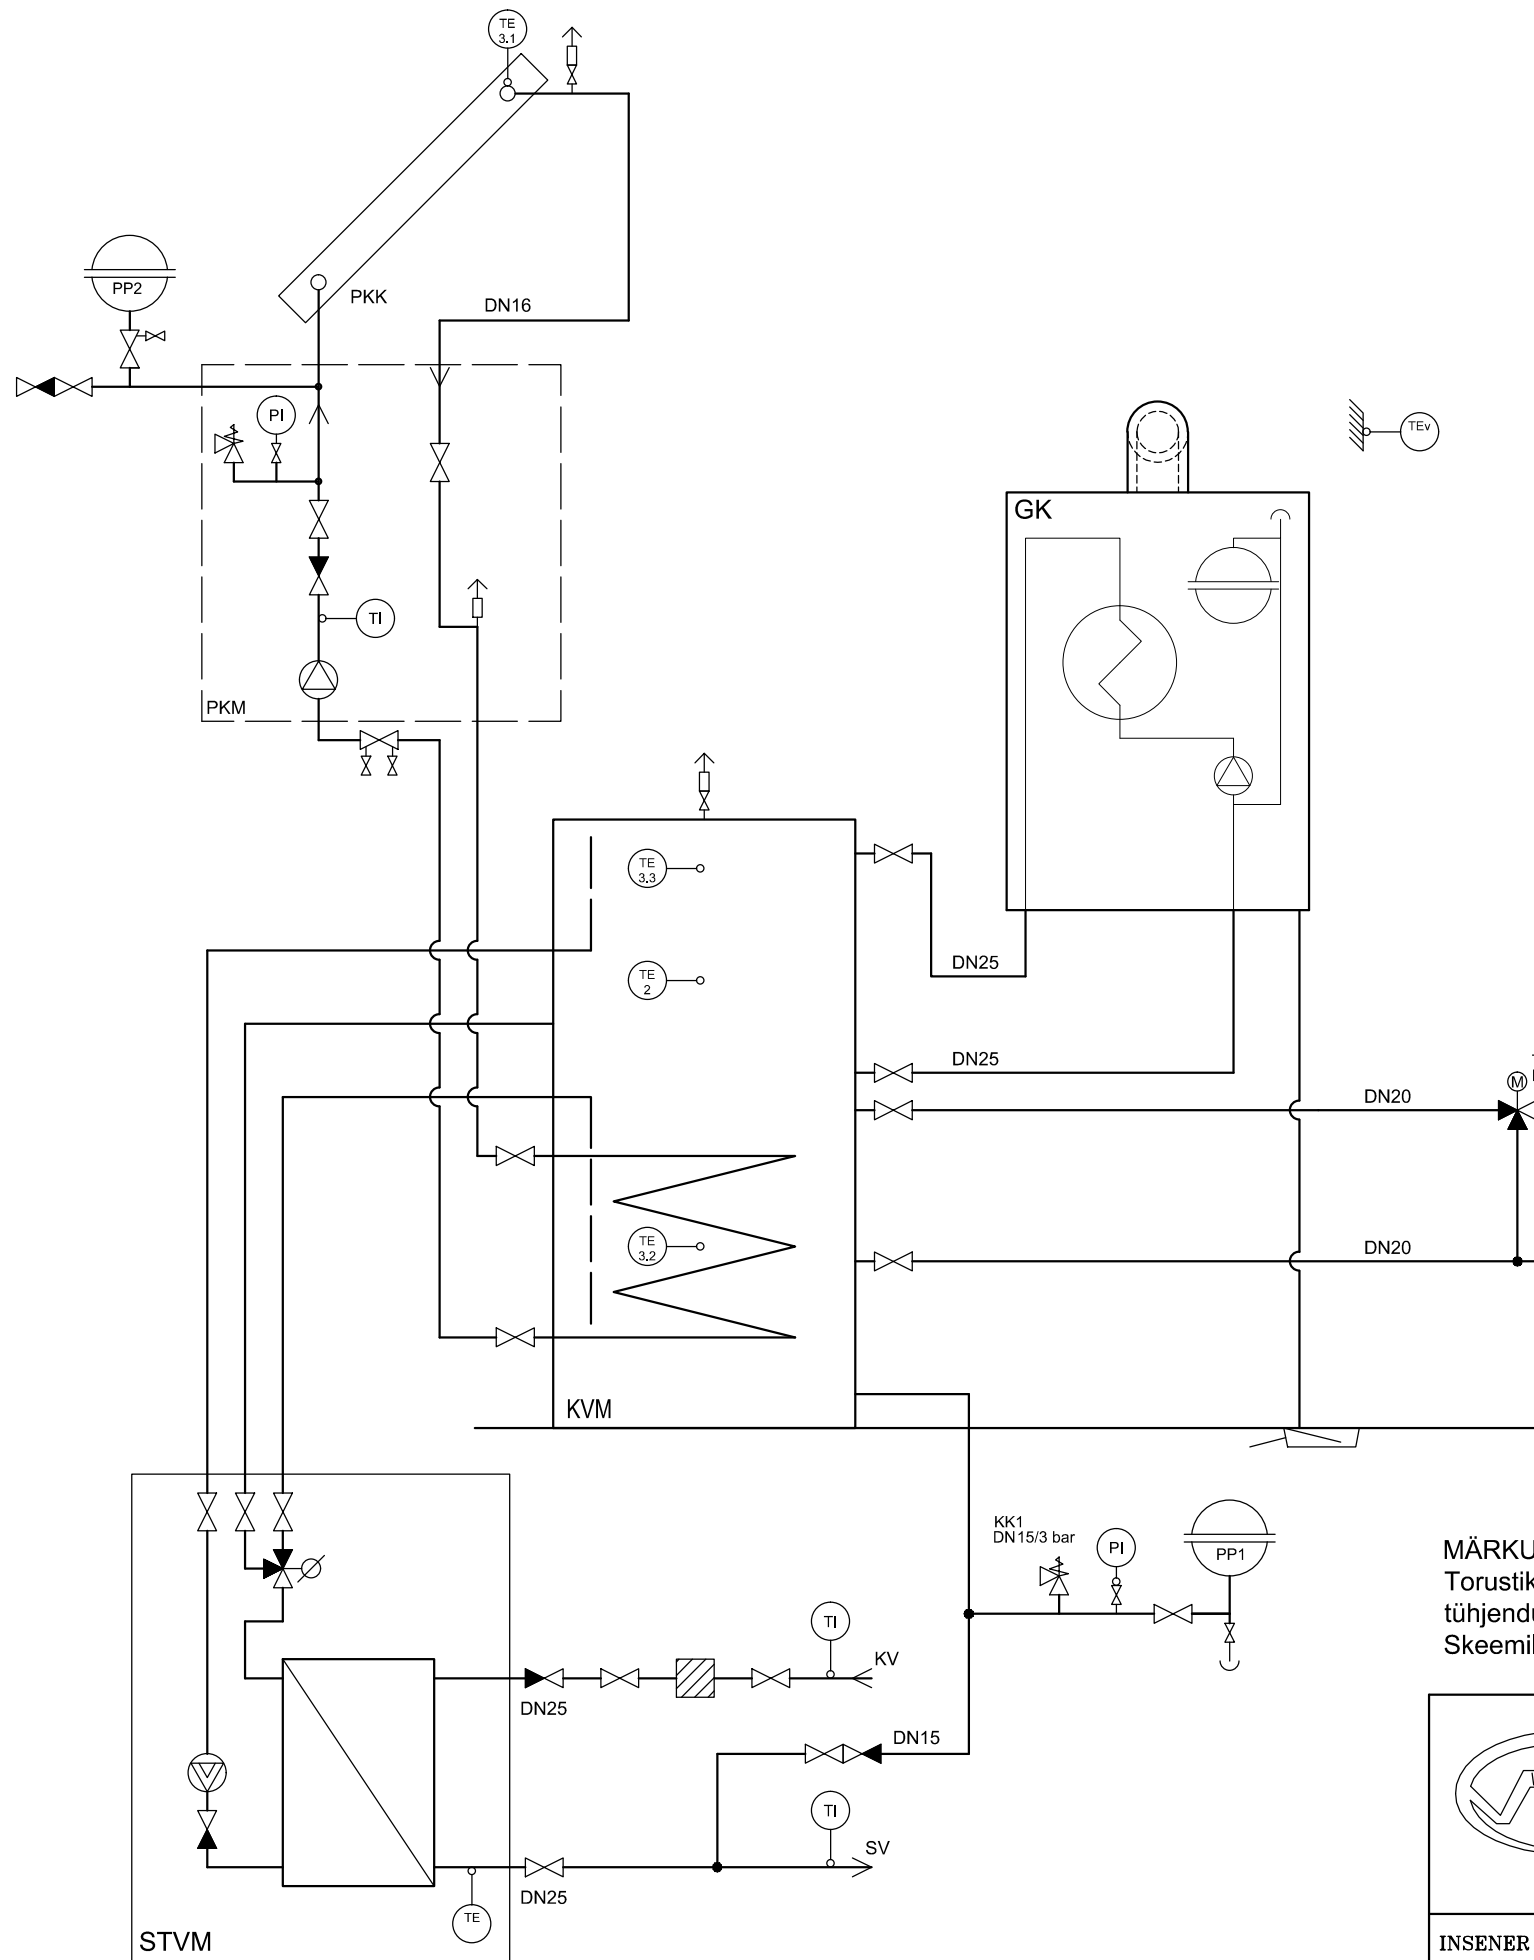 TE
3.1
PP2
PKK
DN16
PI
TEv
GK
TI
PKM
TE
3.3
DN25
TE
2
DN25
M
DN20
TE
3.2
DN20
KVM
KK1
DN15/3 bar
PI
PP1
TI
KV
DN25
DN15
TI
SV
DN25
TE
STVM
INSENER